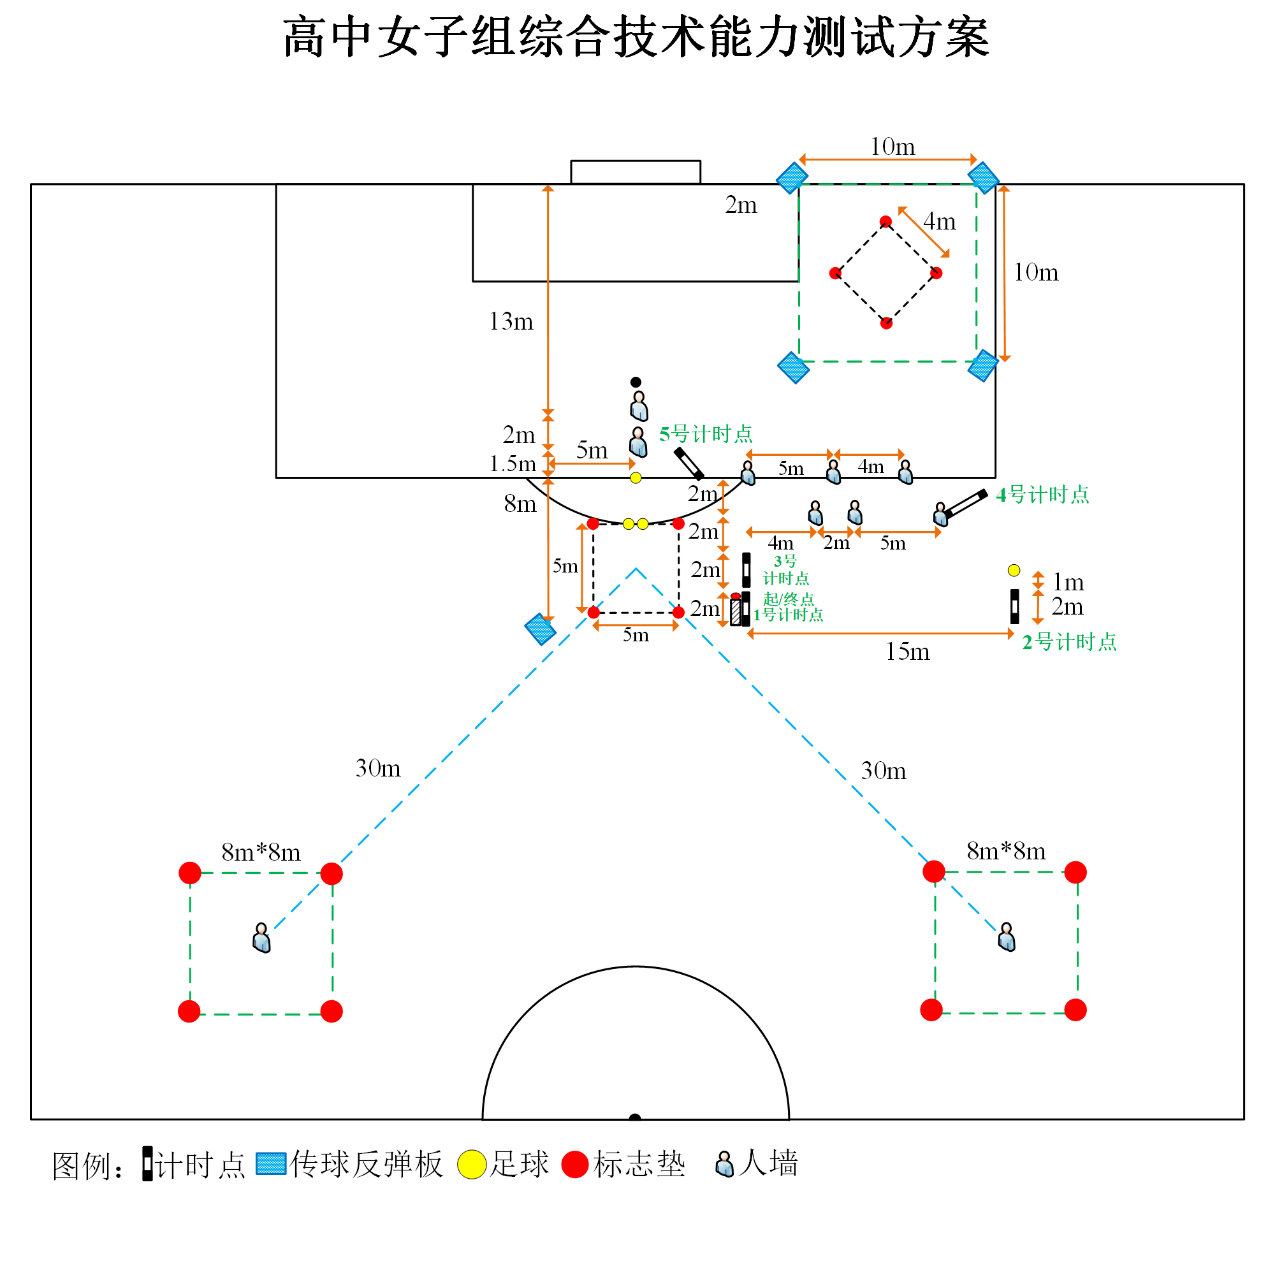 高中女子组综合技术能力测试方案
10m
2m
4m
10m
13m
5号计时点
2m
5m
1.5m
5m
4m
8m
2m
4号计时点
2m
4m
2m
5m
5m
2m
3号
计时点
1m
2m
起/终点
1号计时点
2m
5m
2号计时点
15m
30m
30m
8m*8m
8m*8m
图例：计时点 传球反弹板 足球 标志垫 人墙